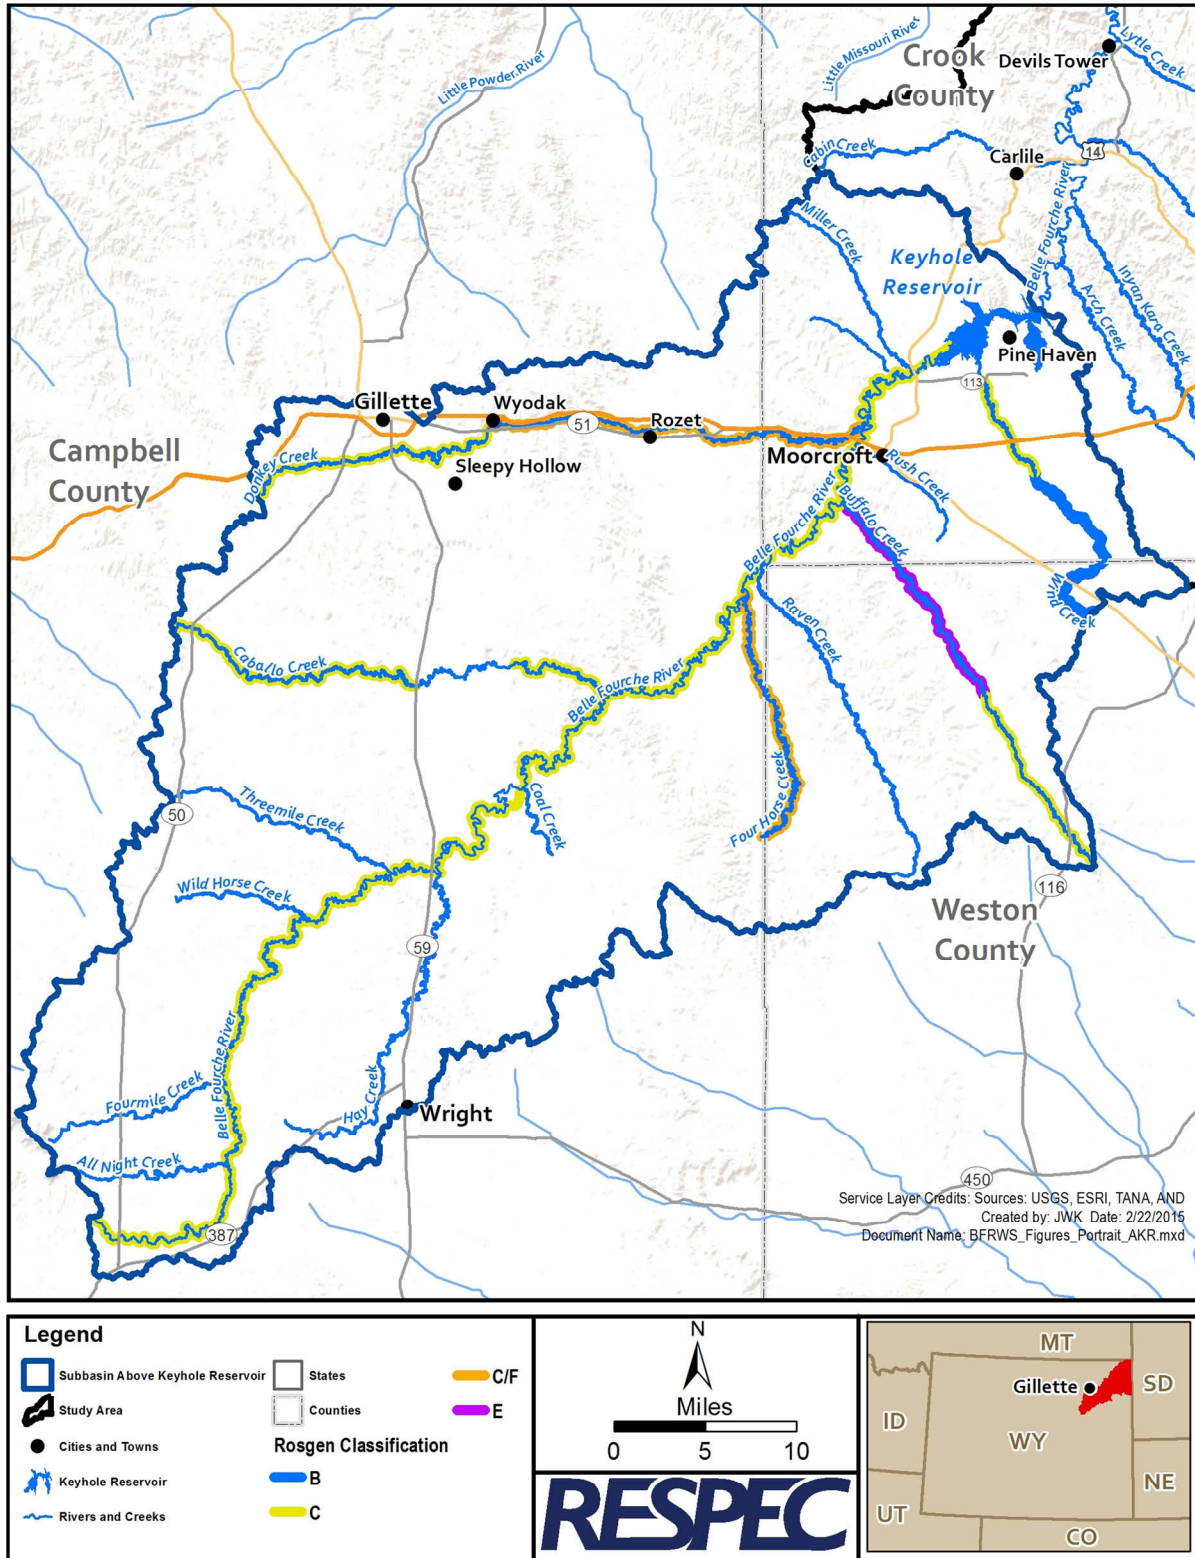 Little Powder River
Little Missouri River
Crook
County
Devils Tower
Lytle Creek
14
Cabin Creek
Carlile
Belle Fourche River
Miller Creek
Keyhole
Reservoir
Belle Fourche River
Arch Creek
Inyan Kara Creek
Pine Haven
113
Gillette
Wyodak
51
Rozet
Campbell
County
Donkey Creek
Sleepy Hollow
Moorcroft
Rush Creek
Belle Fourche River
Buffalo Creek
Wind Creek
Raven Creek
Caballo Creek
Belle Fourche River
Four Horse Creek
Coal Creek
Threemile Creek
50
Wild Horse Creek
116
Weston
County
59
Belle Fourche River
Fourmile Creek
Hay Creek
Wright
All Night Creek
387
450
Service Layer Credits: Sources: USGS, ESRI, TANA, AND
Created by: JWK Date: 2/22/2015
Document Name: BFRWS_Figures_Portrait_AKR.mxd
Legend
Subbasin Above Keyhole Reservoir
Study Area
Cities and Towns
Keyhole Reservoir
Rivers and Creeks
States
Counties
Rosgen Classification
B
C
C/F
E
N
Miles
0 5 10
RESPEC
MT
Gillette
SD
ID
WY
NE
UT
CO